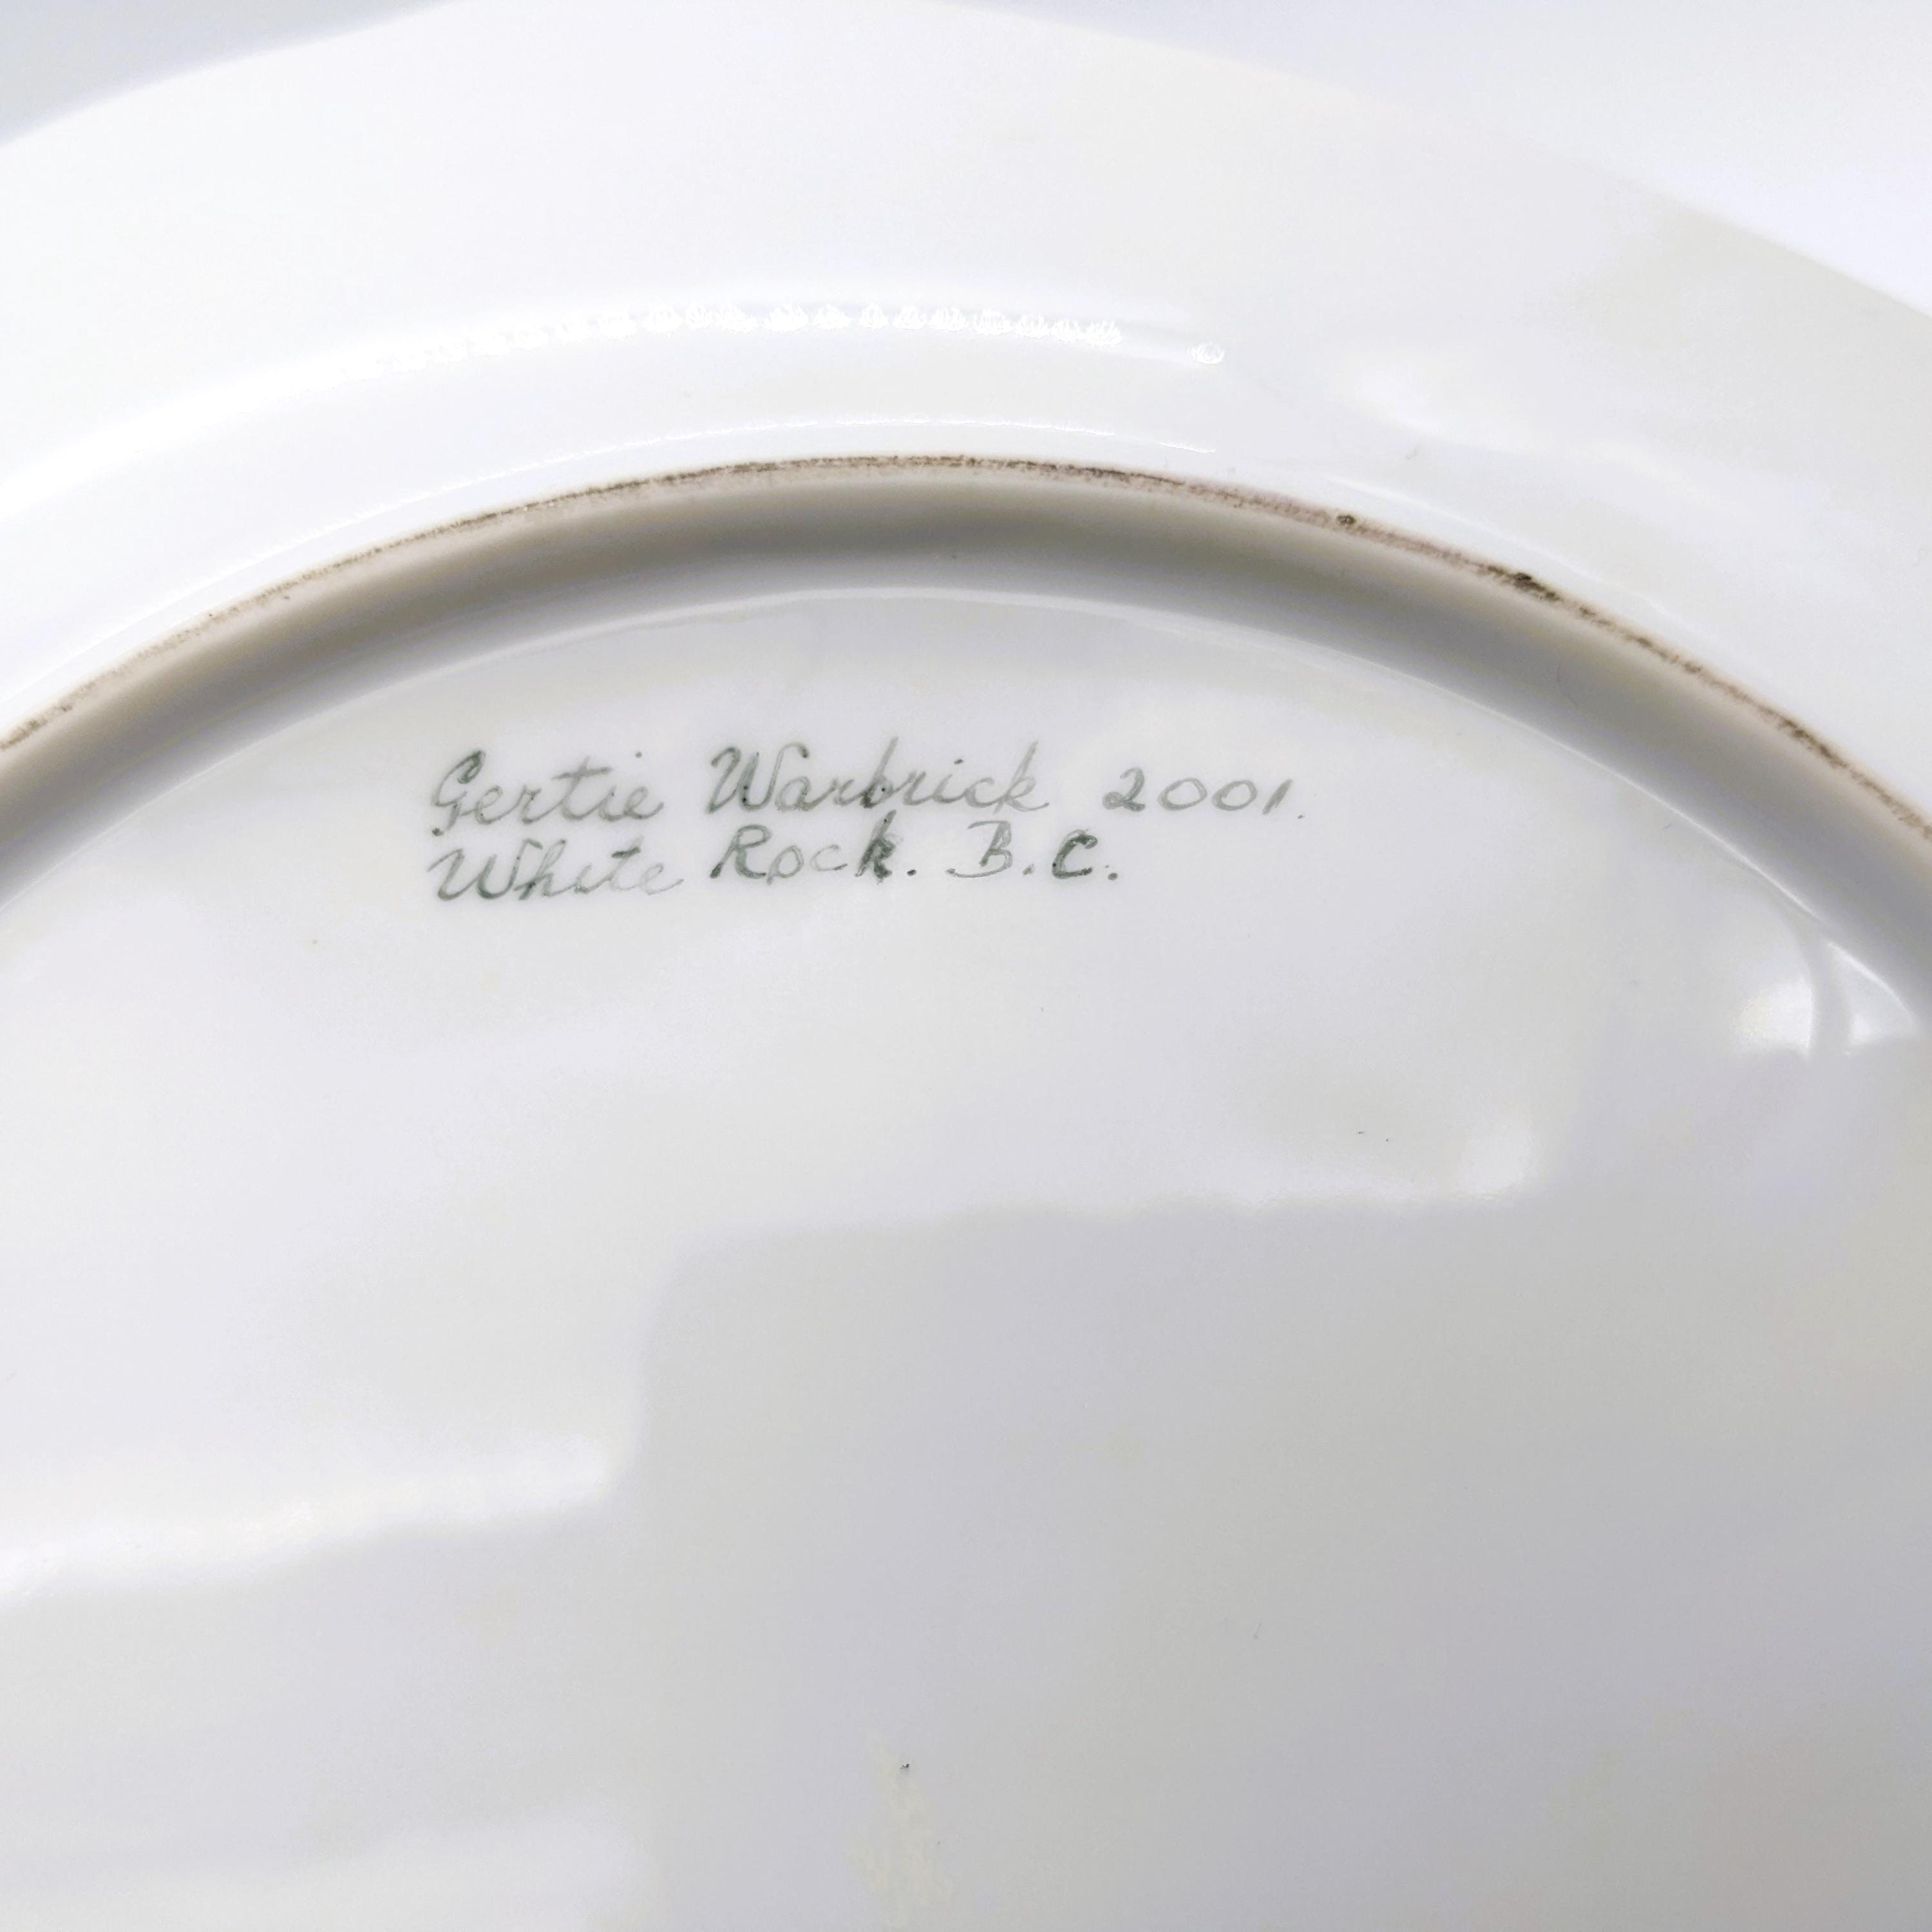 Gertie Warbrick 2001.
White Rock. B.C.